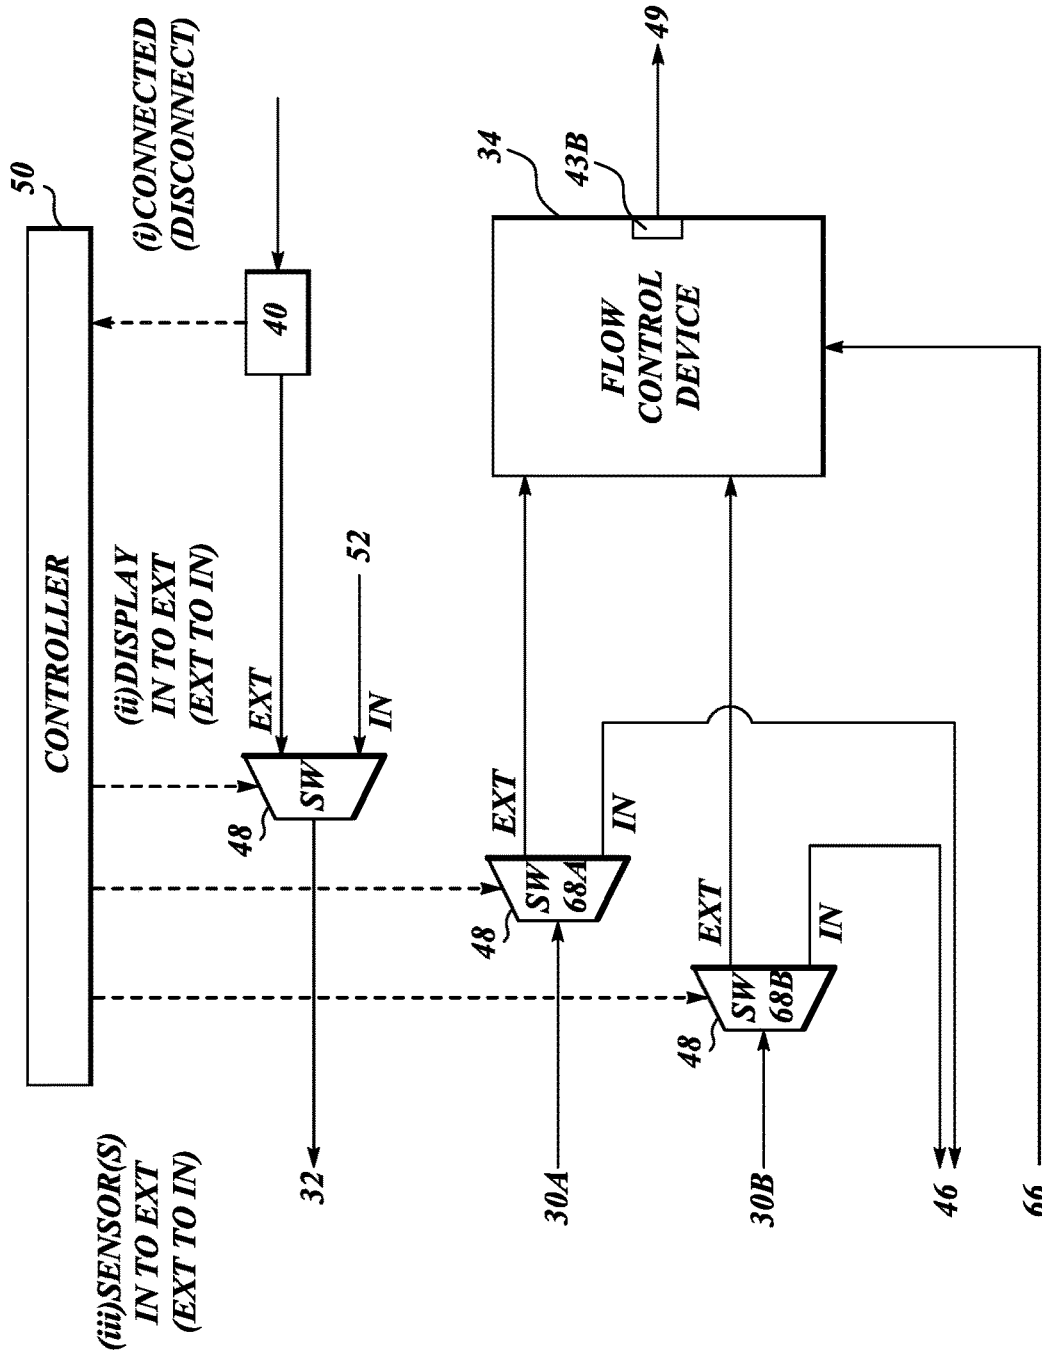 50
CONTROLLER
(iii)SENSOR(S)
IN TO EXT
(EXT TO IN)
(ii)DISPLAY
IN TO EXT
(EXT TO IN)
(i)CONNECTED
(DISCONNECT)
40
EXT
52
IN
48
SW
32
34
43B
49
FLOW
CONTROL
DEVICE
EXT
IN
48
SW
68A
30A
EXT
IN
48
SW
68B
30B
46
66